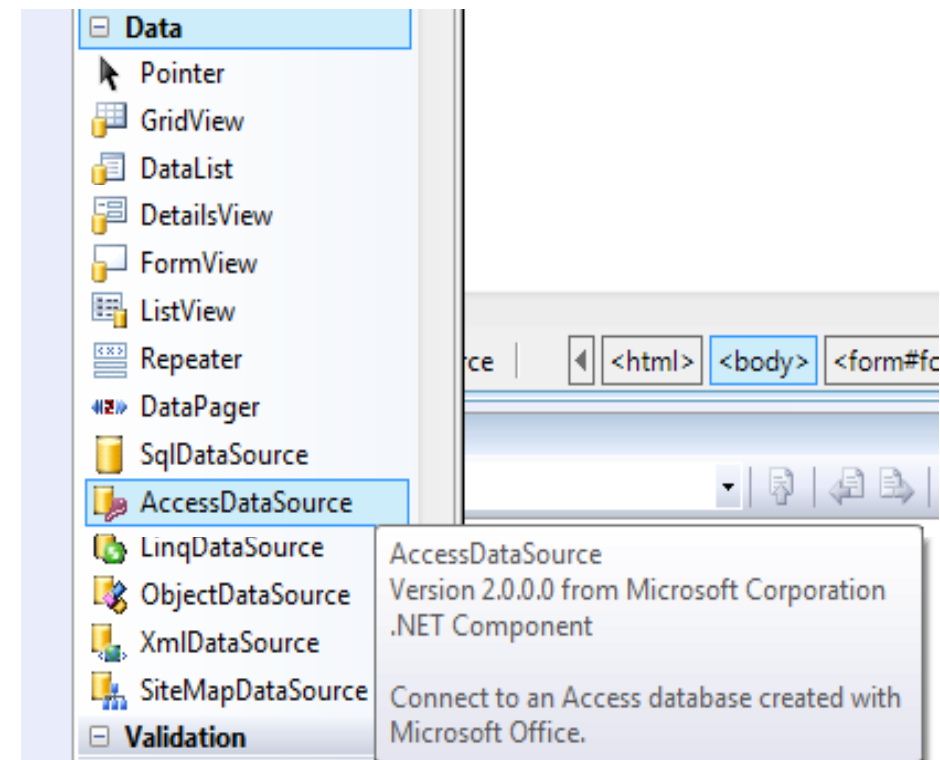 Data
Pointer
GridView
DataList
DetailsView
FormView
ListView
Repeater
DataPager
SqlDataSource
AccessDataSource
LinqDataSource
ObjectDataSource
XmlDataSource
SiteMapDataSource
Validation
rce
<html> <body> <form#fo
AccessDataSource
Version 2.0.0.0 from Microsoft Corporation
.NET Component
Connect to an Access database created with
Microsoft Office.